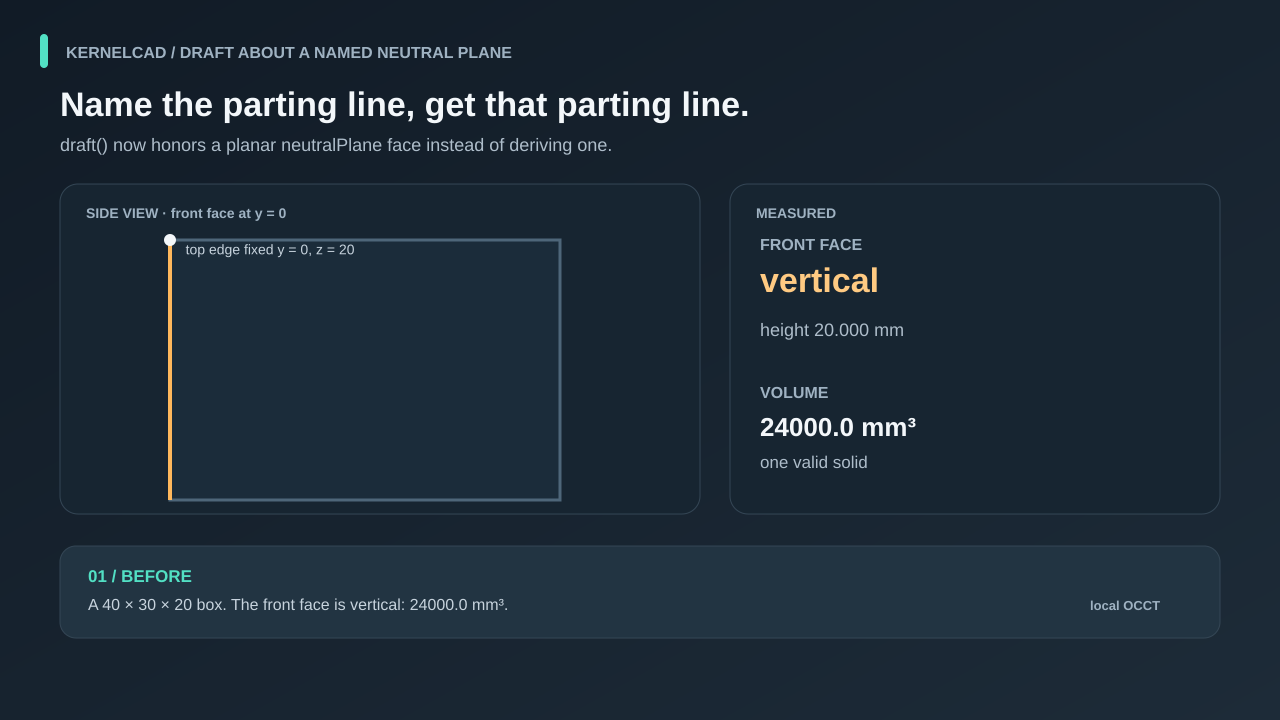 KERNELCAD / DRAFT ABOUT A NAMED NEUTRAL PLANE
Name the parting line, get that parting line.
draft() now honors a planar neutralPlane face instead of deriving one.
SIDE VIEW · front face at y = 0
top edge fixed y = 0, z = 20
MEASURED
FRONT FACE
vertical
height 20.000 mm
VOLUME
24000.0 mm³
one valid solid
01 / BEFORE
A 40 × 30 × 20 box. The front face is vertical: 24000.0 mm³.
local OCCT